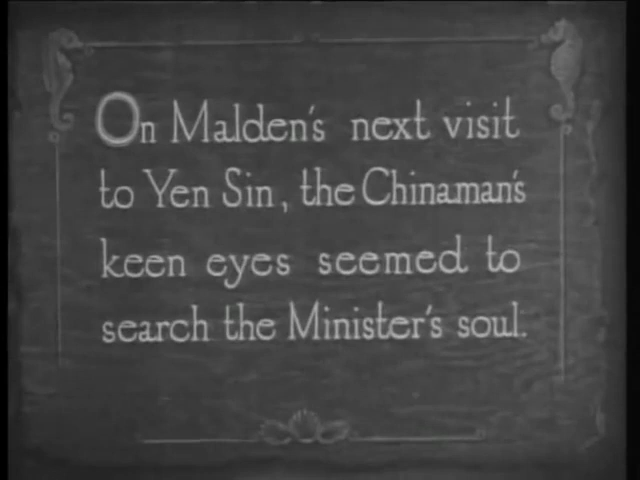 On Malden's next visit
to Yen Sin, the Chinaman's
keen eyes seemed to
search the Minister's soul.